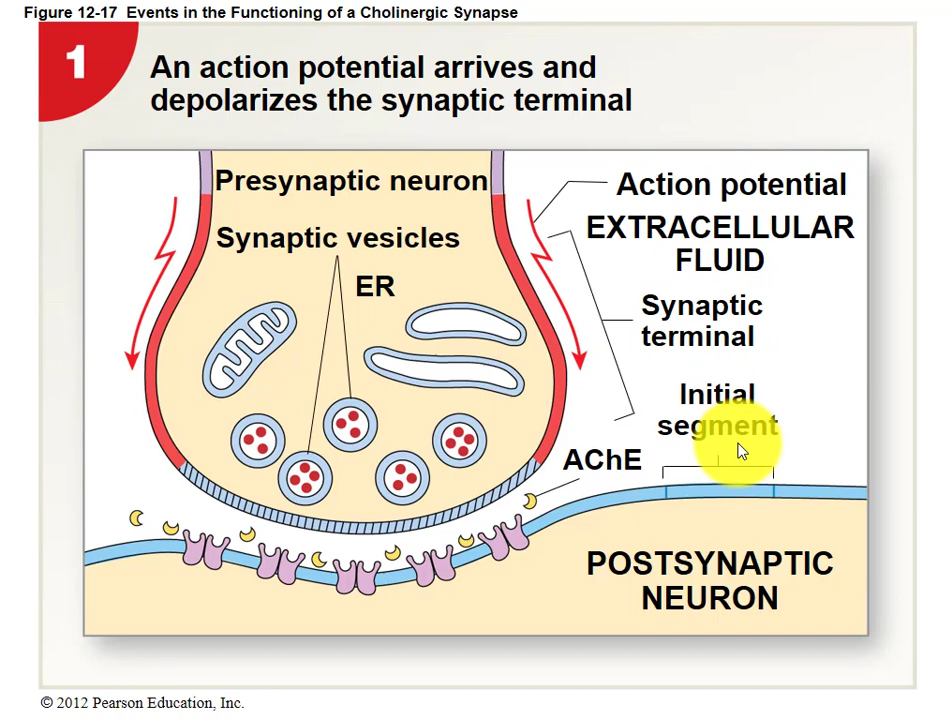 Figure 12-17 Events in the Functioning of a Cholinergic Synapse
1
An action potential arrives and
depolarizes the synaptic terminal
Presynaptic neuron
Action potential
Synaptic vesicles
EXTRACELLULAR
FLUID
ER
Synaptic
terminal
Initial
segment
AChE
POSTSYNAPTIC
NEURON
© 2012 Pearson Education, Inc.